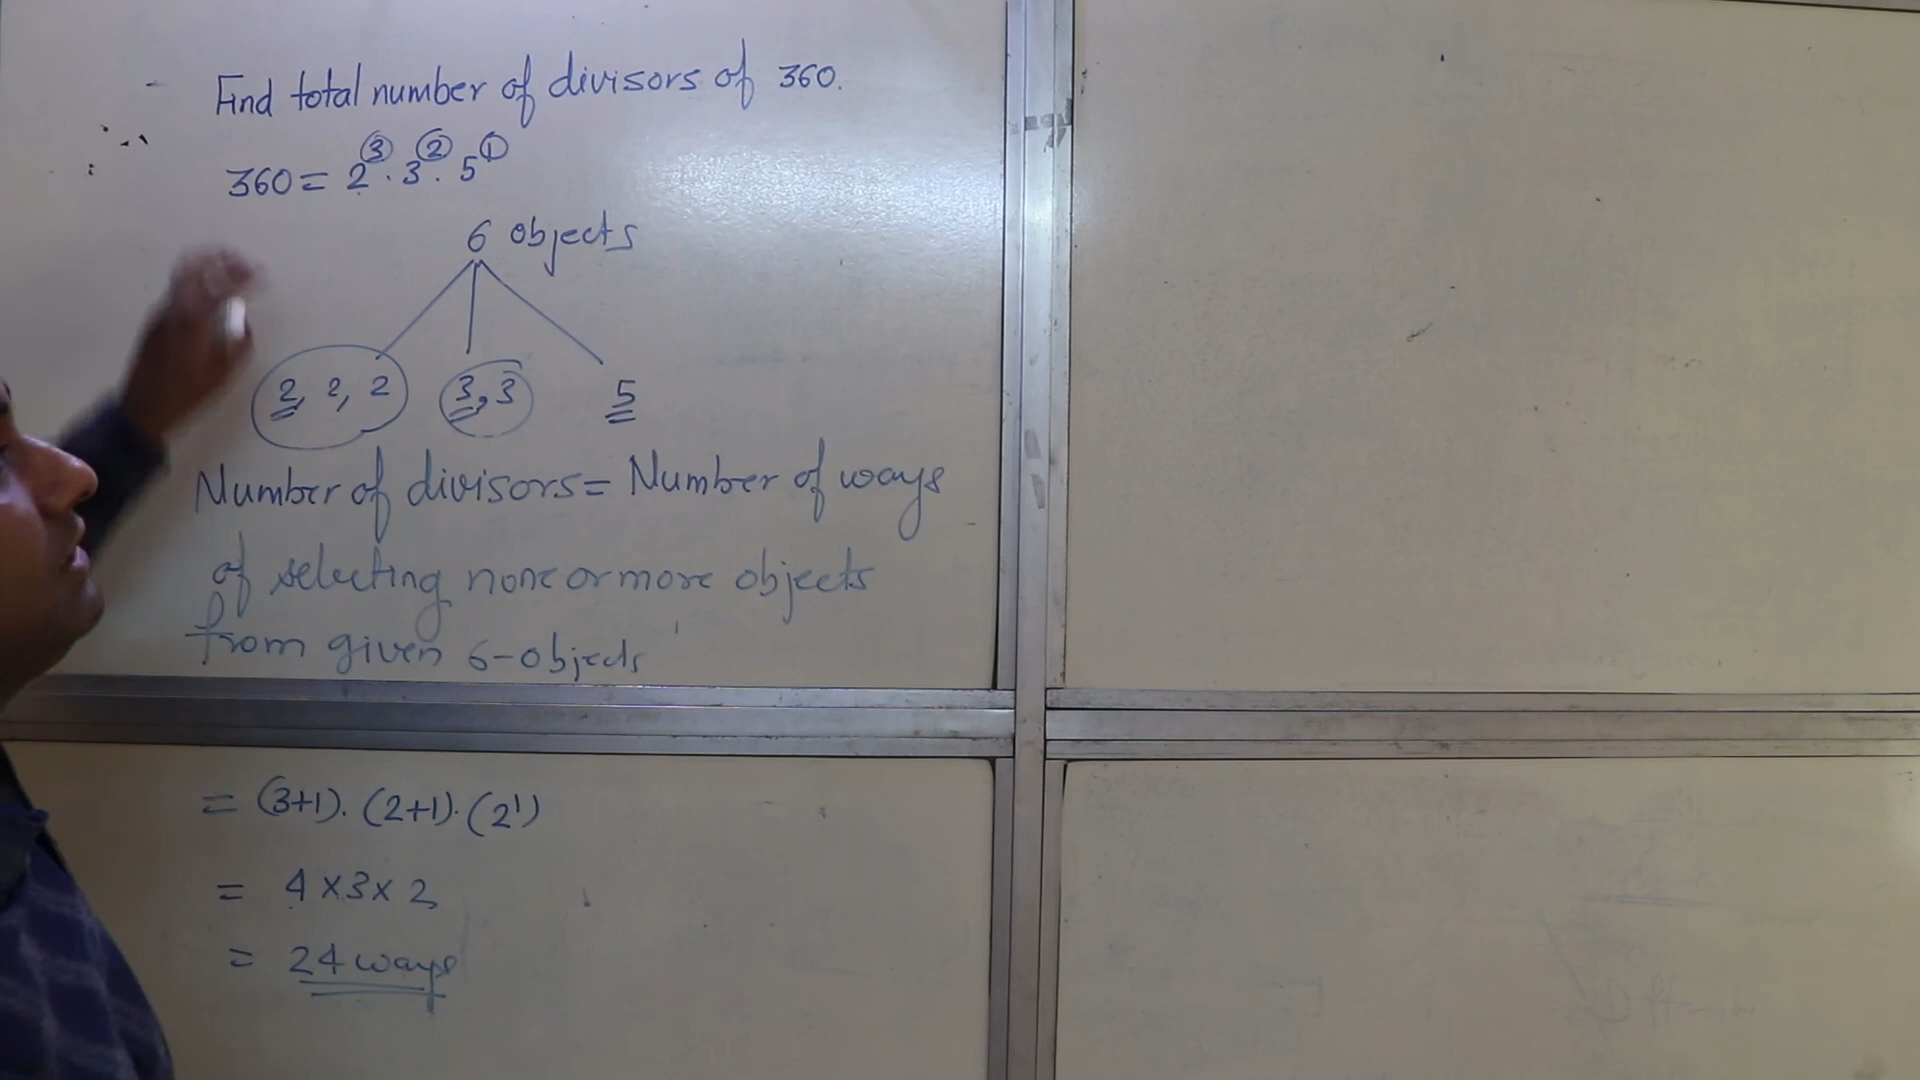 Find total number of divisors of 360.
360 = 2³ . 3² . 5¹
6 objects
2, 2, 2 3, 3 5
Number of divisors = Number of ways
of selecting none or more objects
from given 6-objects
= (3+1). (2+1). (2¹)
= 4 × 3 × 2
= 24 ways